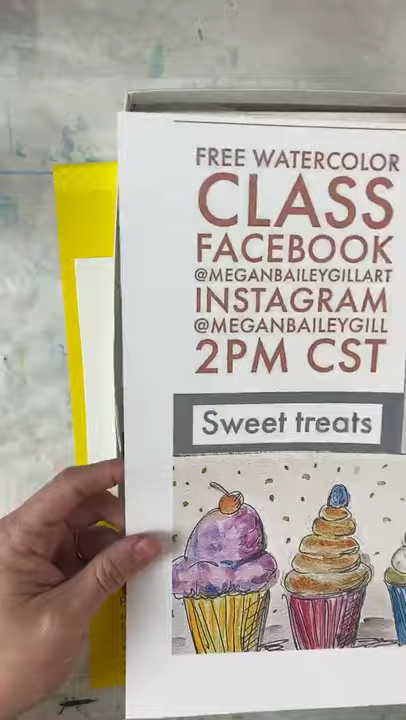 FREE WATERCOLOR
CLASS
FACEBOOK
@MEGANBAILEYGILLART
INSTAGRAM
@MEGANBAILEYGILL
2PM CST
Sweet treats